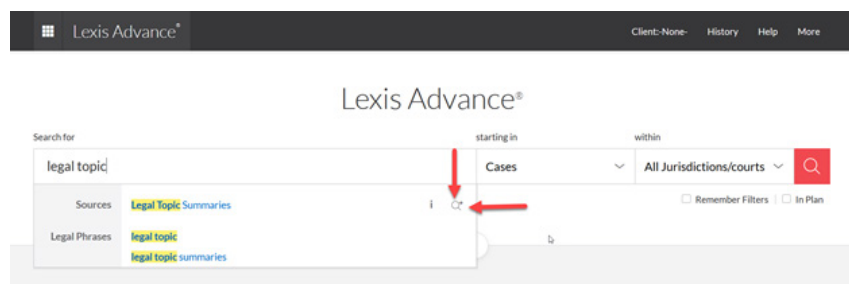 Lexis Advance® Client:-None- History Help More
Lexis Advance®
Search for starting in within
legal topic Cases All Jurisdictions/courts
Sources Legal Topic Summaries i Remember Filters In Plan
Legal Phrases legal topic
legal topic summaries